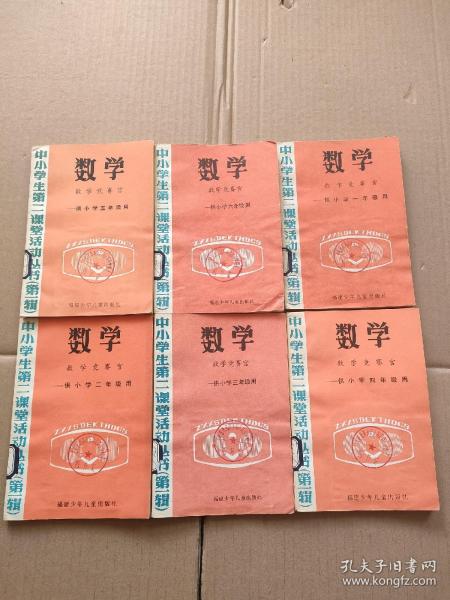 中小学生第二课堂活动丛书(第一辑)
数学
数学竞赛宫
—供小学五年级用
福建少年儿童出版社
中小学生第二课堂活动丛书(第一辑)
数学
数学竞赛宫
—供小学六年级用
福建少年儿童出版社
中小学生第二课堂活动丛书(第一辑)
数学
数学竞赛宫
—供小学一年级用
福建少年儿童出版社
中小学生第二课堂活动丛书(第一辑)
数学
数学竞赛宫
—供小学二年级用
ZXXSDEKTHDCS
福建少年儿童出版社
中小学生第二课堂活动丛书(第一辑)
数学
数学竞赛宫
—供小学三年级用
ZXXSDEKTHDCS
福建少年儿童出版社
中小学生第二课堂活动丛书(第一辑)
数学
数学竞赛宫
—供小学四年级用
ZXXSDEKTHDCS
福建少年儿童出版社
孔夫子旧书网
www.kongfz.com